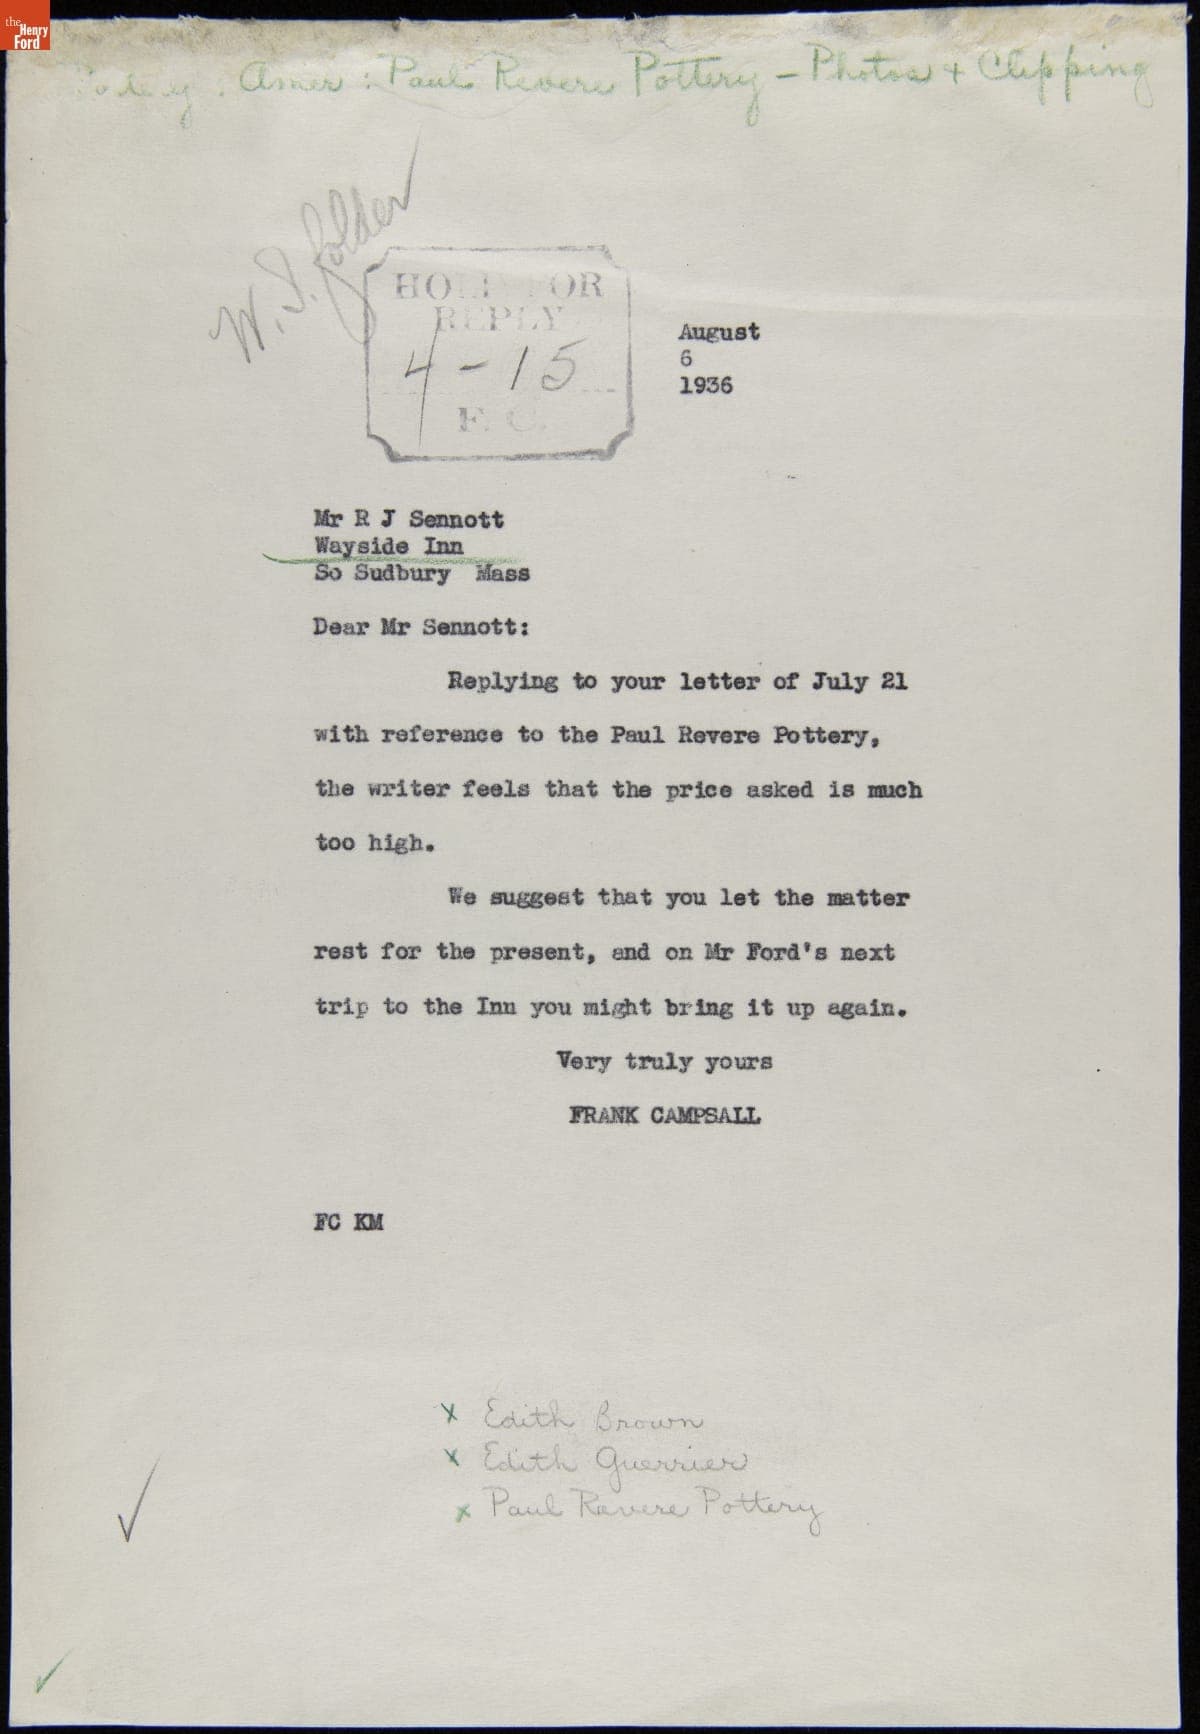 the
Henry
Ford
Amer: Paul Revere Pottery - Photos + Clipping
W. S. folder
HOLD FOR
REPLY
4-15
F. C.
August
6
1936
Mr R J Sennott
Wayside Inn
So Sudbury Mass
Dear Mr Sennott:
Replying to your letter of July 21
with reference to the Paul Revere Pottery,
the writer feels that the price asked is much
too high.
We suggest that you let the matter
rest for the present, and on Mr Ford's next
trip to the Inn you might bring it up again.
Very truly yours
FRANK CAMPSALL
FC KM
x Edith Brown
x Edith Guerrier
x Paul Revere Pottery